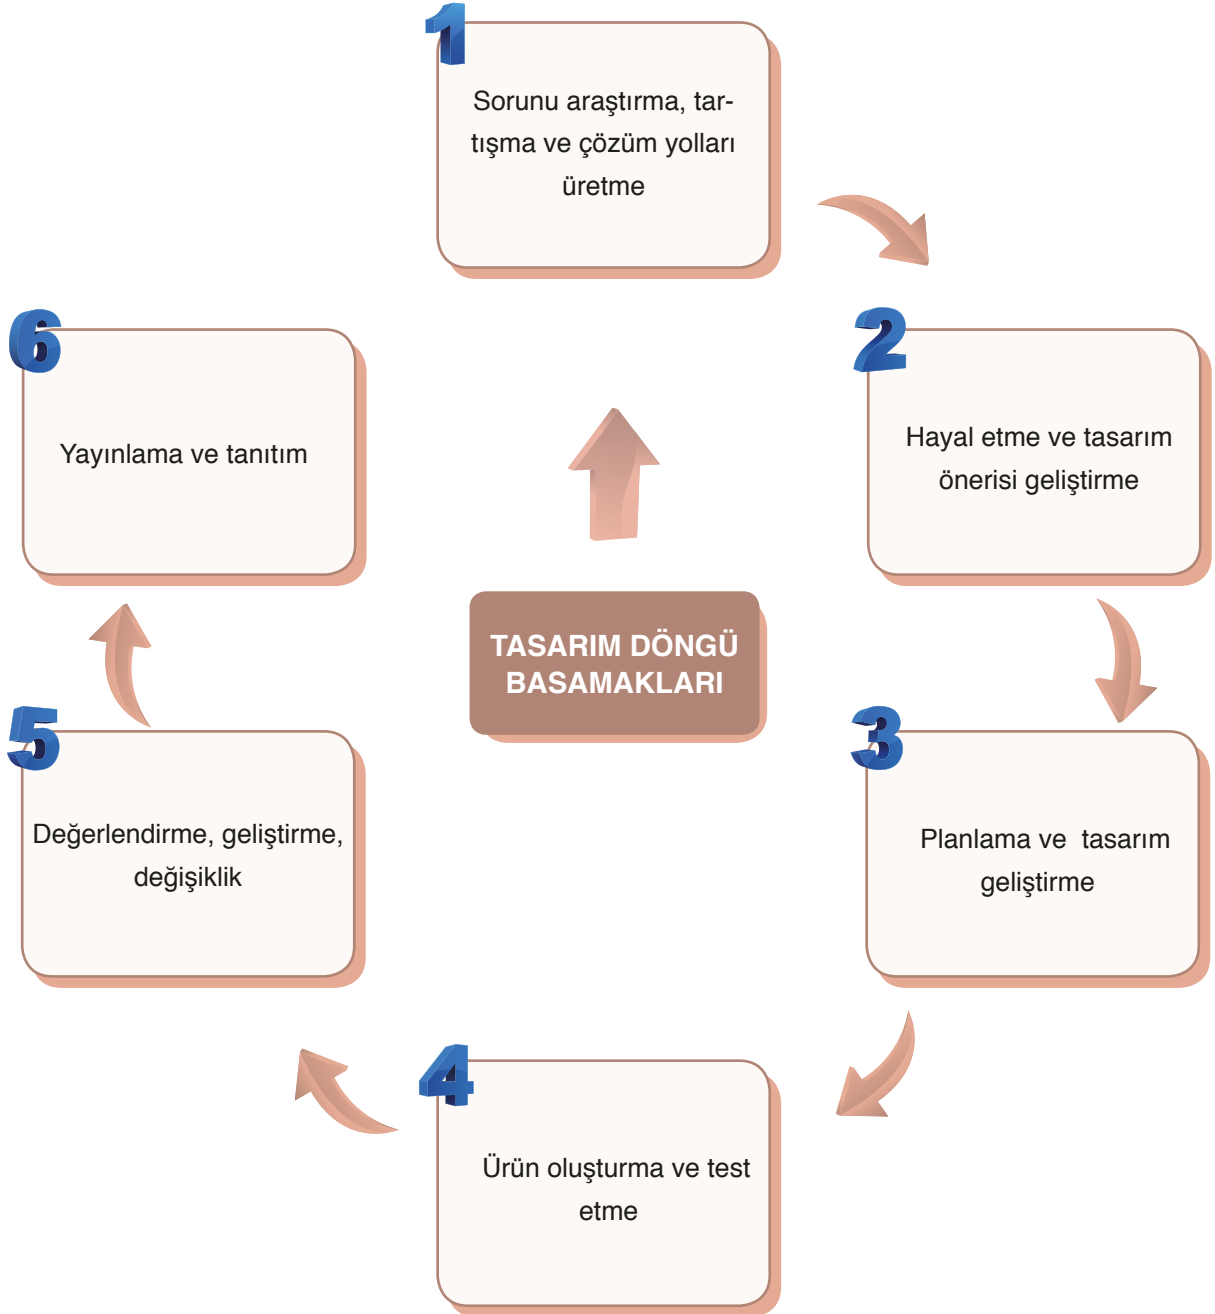 1
Sorunu araştırma, tar-
tışma ve çözüm yolları
üretme
2
Hayal etme ve tasarım
önerisi geliştirme
3
Planlama ve  tasarım
geliştirme
4
Ürün oluşturma ve test
etme
5
Değerlendirme, geliştirme,
değişiklik
6
Yayınlama ve tanıtım
TASARIM DÖNGÜ
BASAMAKLARI